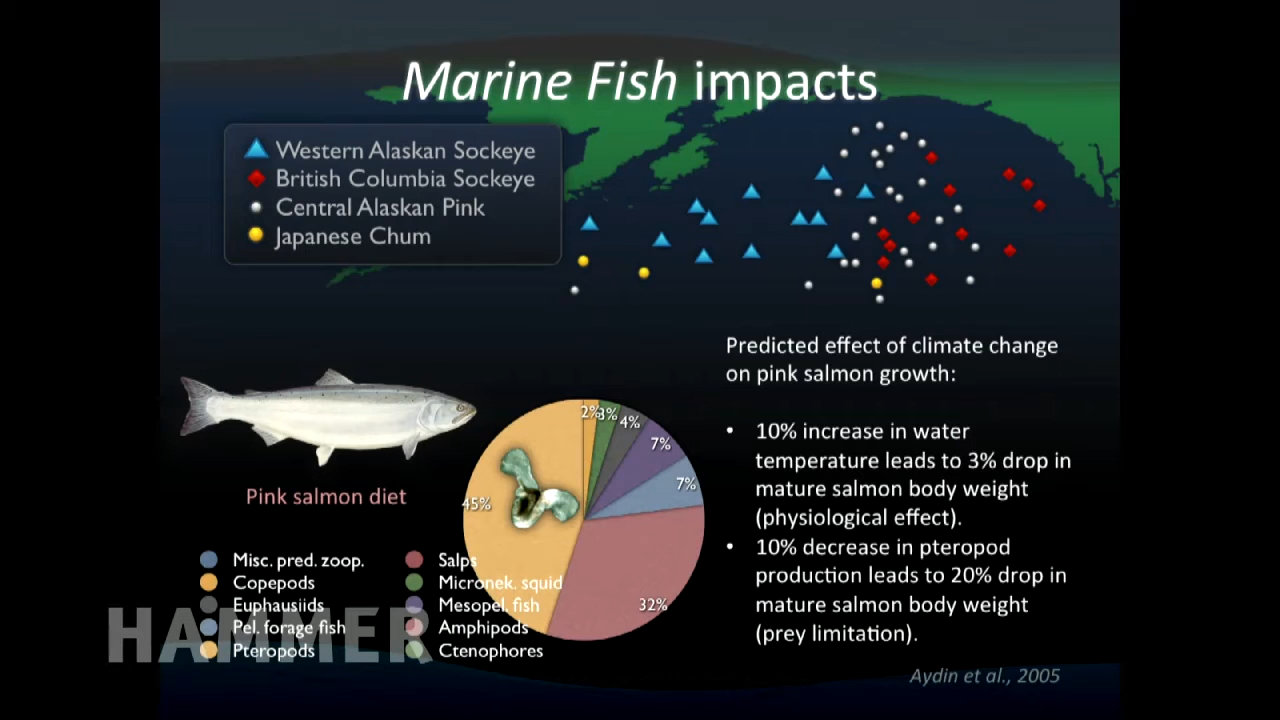 Marine Fish impacts
Western Alaskan Sockeye
British Columbia Sockeye
Central Alaskan Pink
Japanese Chum
Predicted effect of climate change
on pink salmon growth:
• 10% increase in water
temperature leads to 3% drop in
mature salmon body weight
(physiological effect).
• 10% decrease in pteropod
production leads to 20% drop in
mature salmon body weight
(prey limitation).
2%
3%
4%
7%
7%
45%
32%
Pink salmon diet
Misc. pred. zoop.
Copepods
Euphausiids
Pel. forage fish
Pteropods
Salps
Micronek. squid
Mesopel. fish
Amphipods
Ctenophores
HAMMER
Aydin et al., 2005